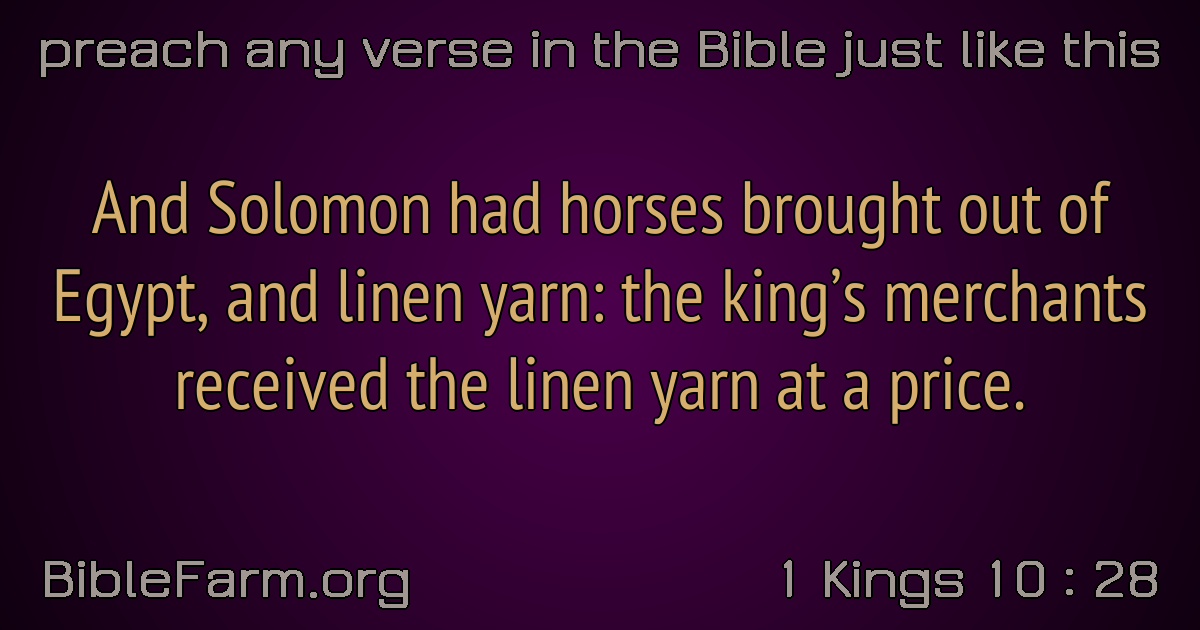 preach any verse in the Bible just like this
And Solomon had horses brought out of
Egypt, and linen yarn: the king’s merchants
received the linen yarn at a price.
BibleFarm.org
1 Kings 10 : 28